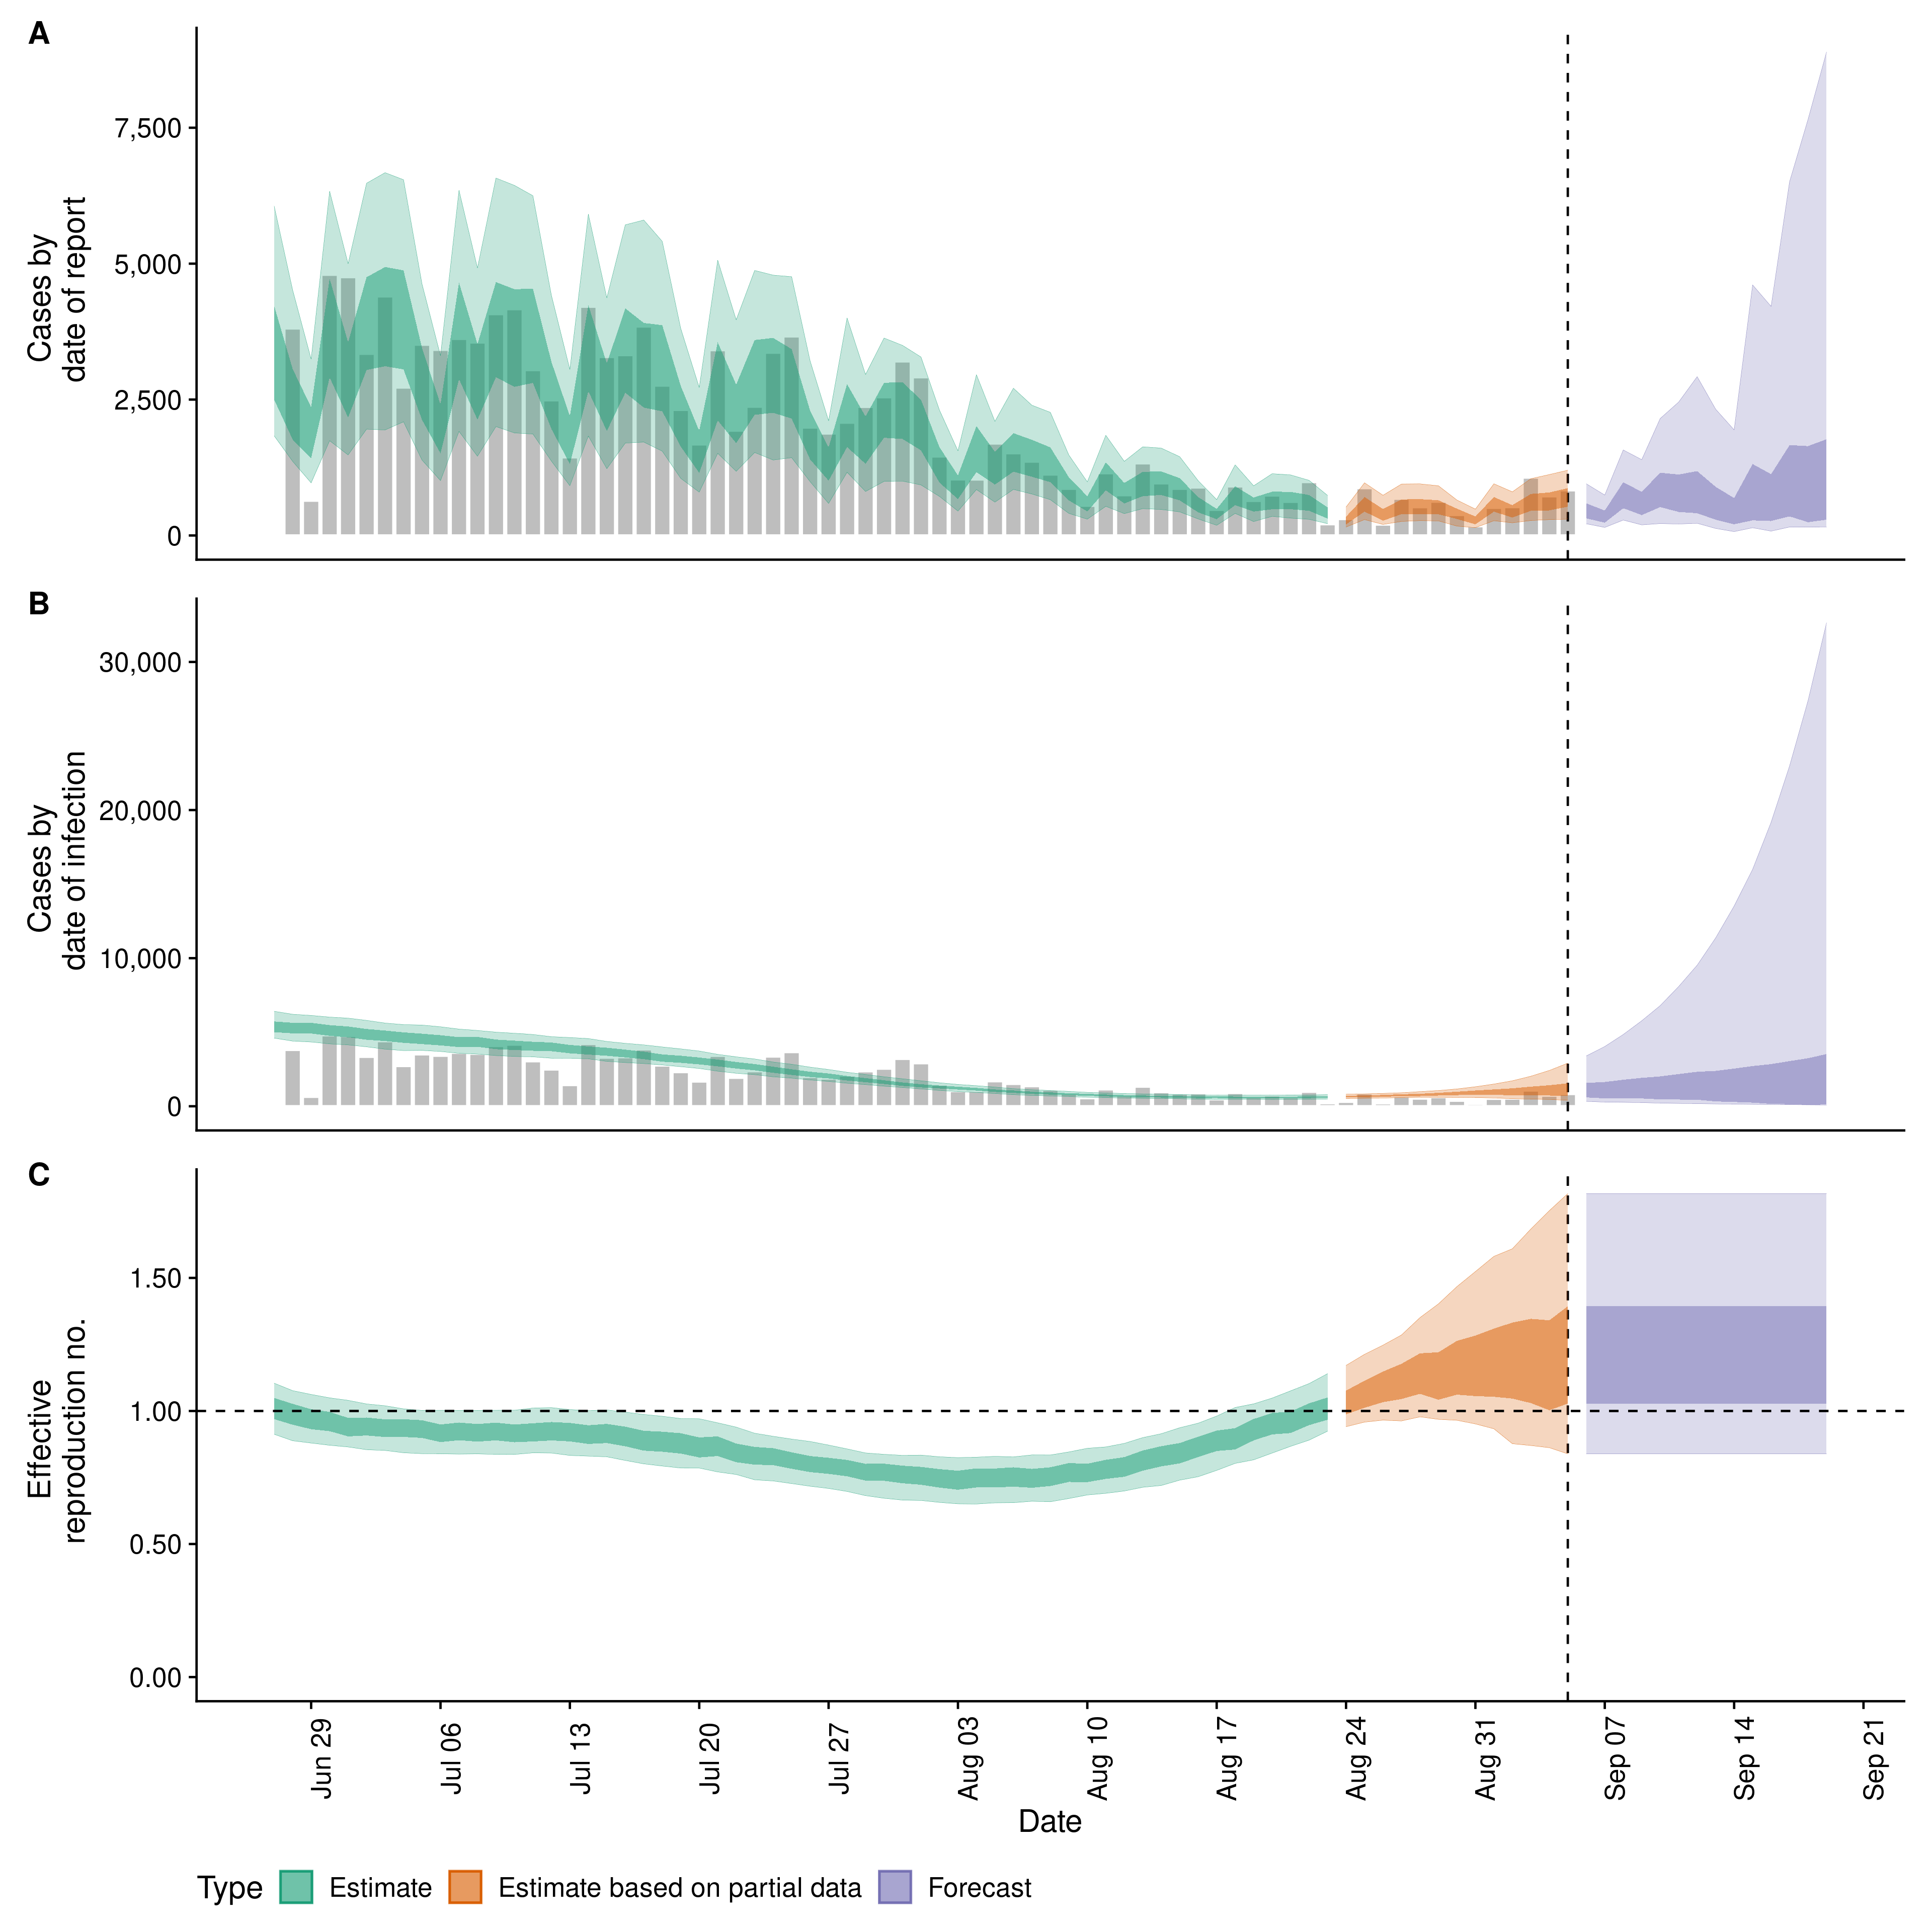 A
Cases by
date of report
7,500
5,000
2,500
0
B
Cases by
date of infection
30,000
20,000
10,000
0
C
Effective
reproduction no.
1.50
1.00
0.50
0.00
Jun 29
Jul 06
Jul 13
Jul 20
Jul 27
Aug 03
Aug 10
Aug 17
Aug 24
Aug 31
Sep 07
Sep 14
Sep 21
Date
Type Estimate Estimate based on partial data Forecast